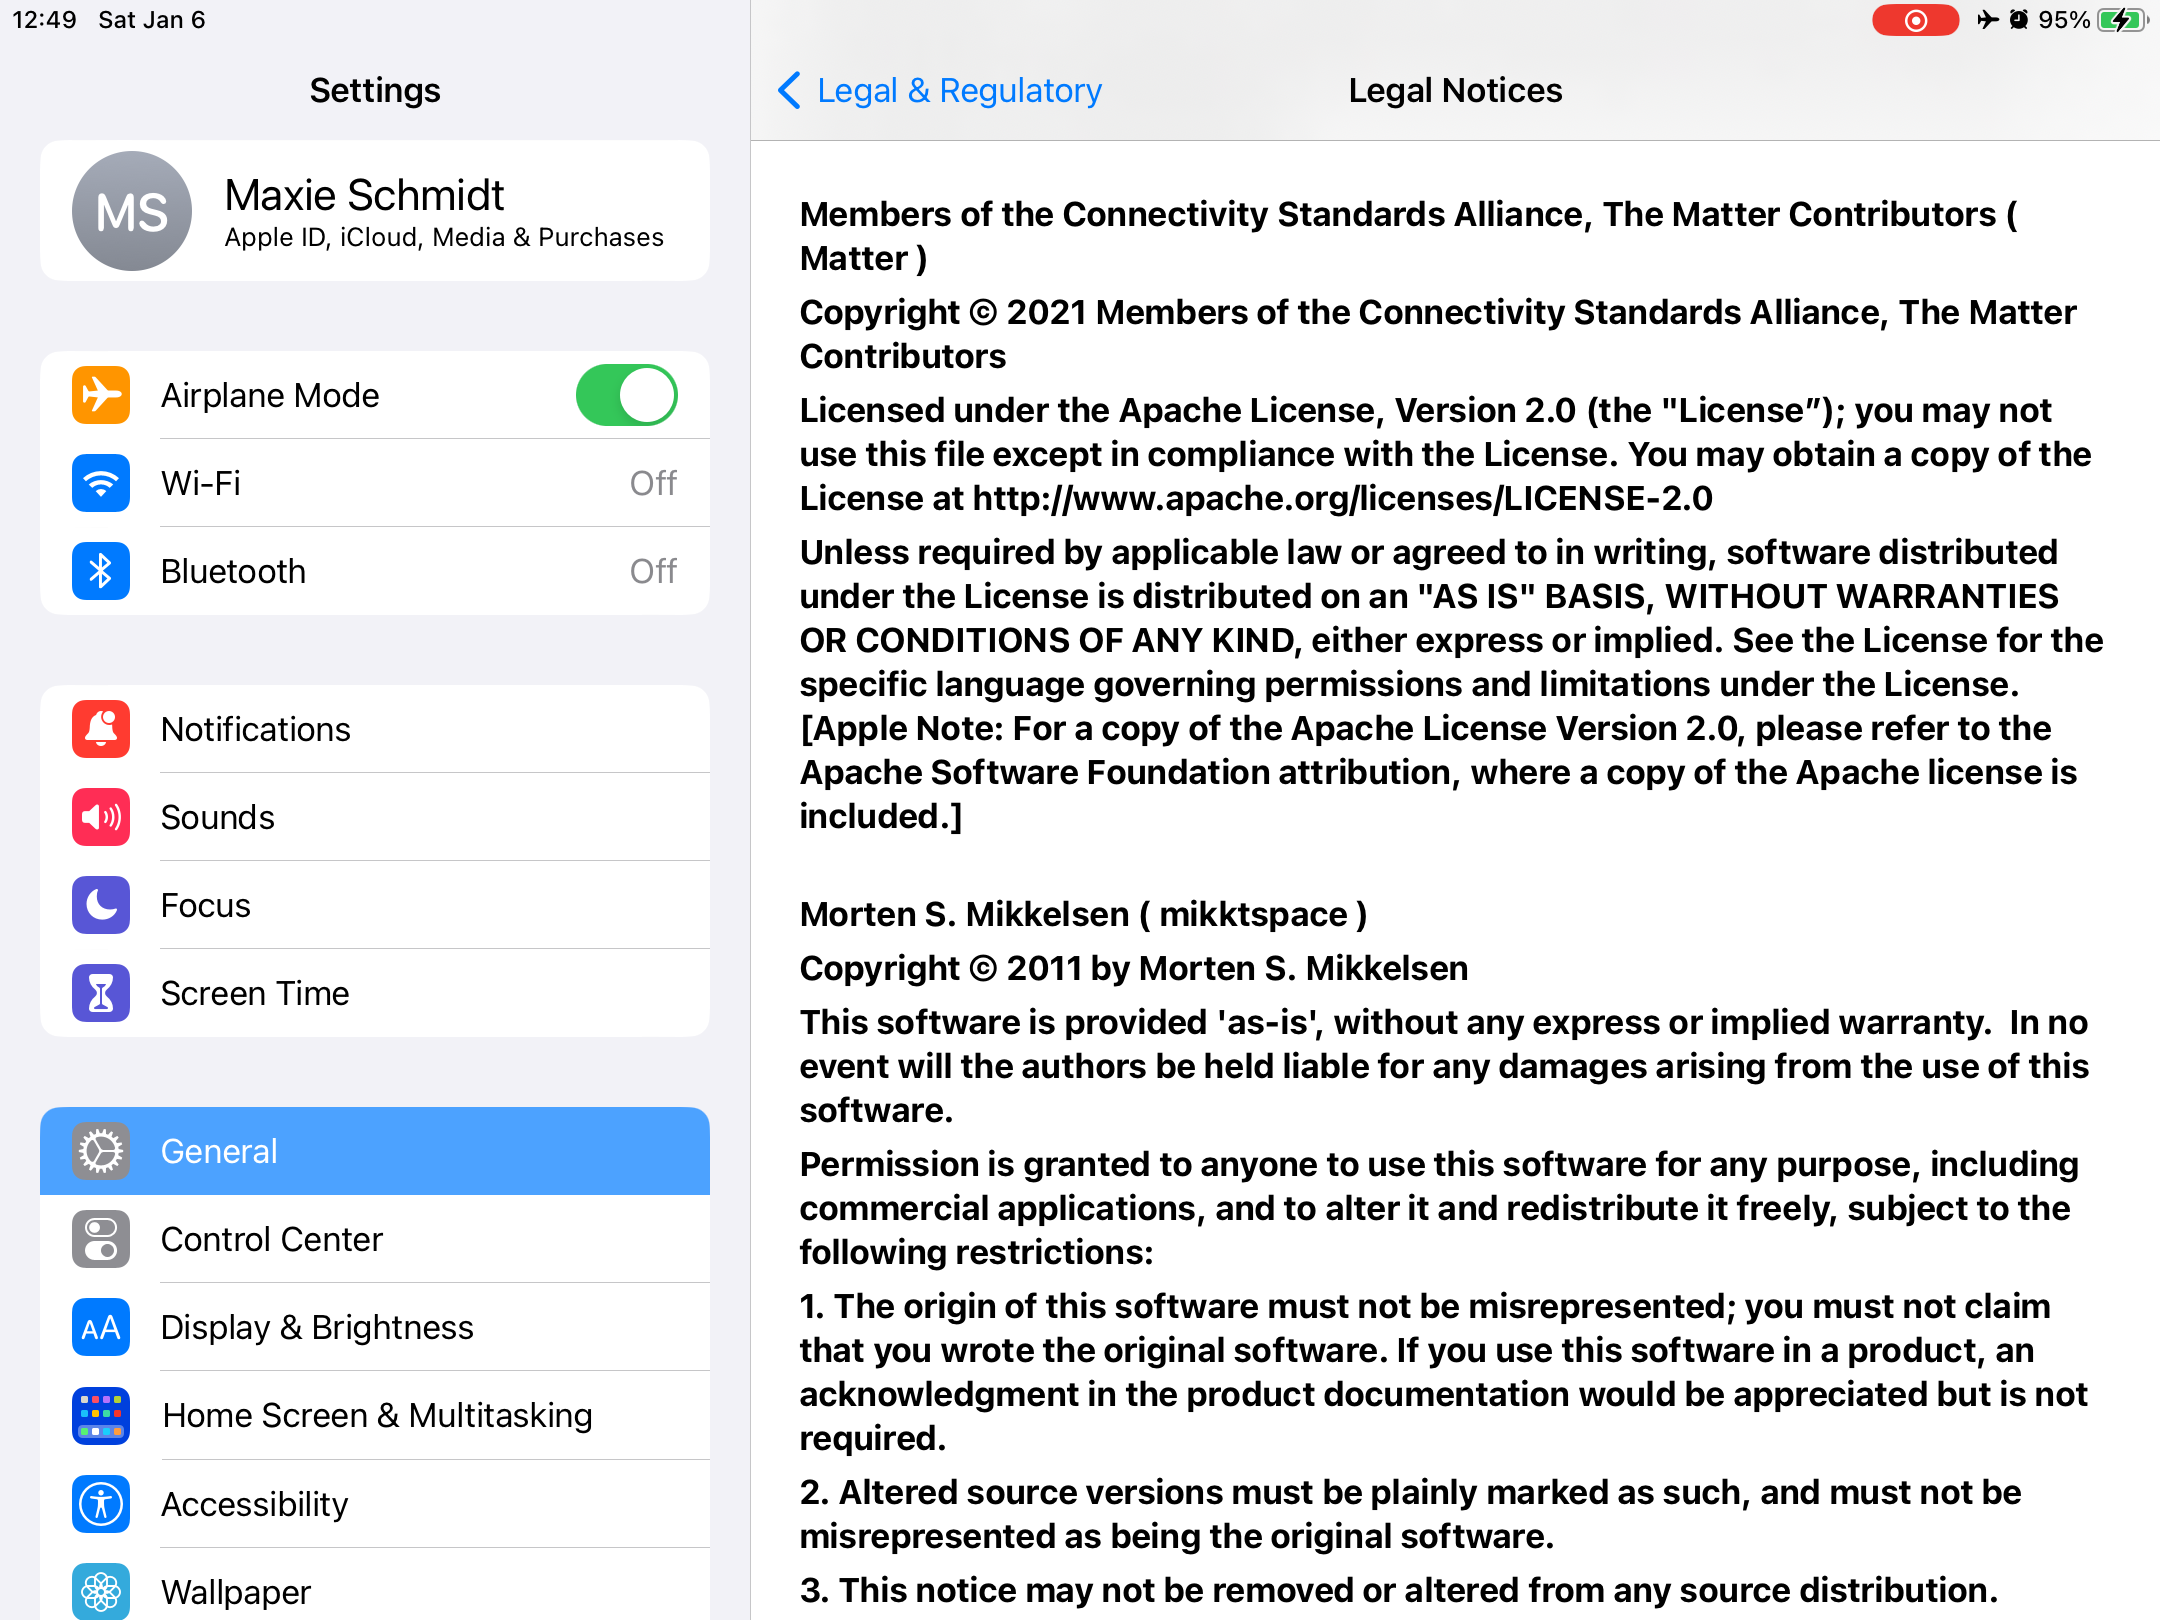 12:49 Sat Jan 6
95%
Settings
MS
Maxie Schmidt
Apple ID, iCloud, Media & Purchases
Airplane Mode
Wi-Fi Off
Bluetooth Off
Notifications
Sounds
Focus
Screen Time
General
Control Center
AA Display & Brightness
Home Screen & Multitasking
Accessibility
Wallpaper
Legal & Regulatory
Legal Notices
Members of the Connectivity Standards Alliance, The Matter Contributors (
Matter )
Copyright © 2021 Members of the Connectivity Standards Alliance, The Matter
Contributors
Licensed under the Apache License, Version 2.0 (the "License”); you may not
use this file except in compliance with the License. You may obtain a copy of the
License at http://www.apache.org/licenses/LICENSE-2.0
Unless required by applicable law or agreed to in writing, software distributed
under the License is distributed on an "AS IS" BASIS, WITHOUT WARRANTIES
OR CONDITIONS OF ANY KIND, either express or implied. See the License for the
specific language governing permissions and limitations under the License.
[Apple Note: For a copy of the Apache License Version 2.0, please refer to the
Apache Software Foundation attribution, where a copy of the Apache license is
included.]
Morten S. Mikkelsen ( mikktspace )
Copyright © 2011 by Morten S. Mikkelsen
This software is provided 'as-is', without any express or implied warranty.  In no
event will the authors be held liable for any damages arising from the use of this
software.
Permission is granted to anyone to use this software for any purpose, including
commercial applications, and to alter it and redistribute it freely, subject to the
following restrictions:
1. The origin of this software must not be misrepresented; you must not claim
that you wrote the original software. If you use this software in a product, an
acknowledgment in the product documentation would be appreciated but is not
required.
2. Altered source versions must be plainly marked as such, and must not be
misrepresented as being the original software.
3. This notice may not be removed or altered from any source distribution.